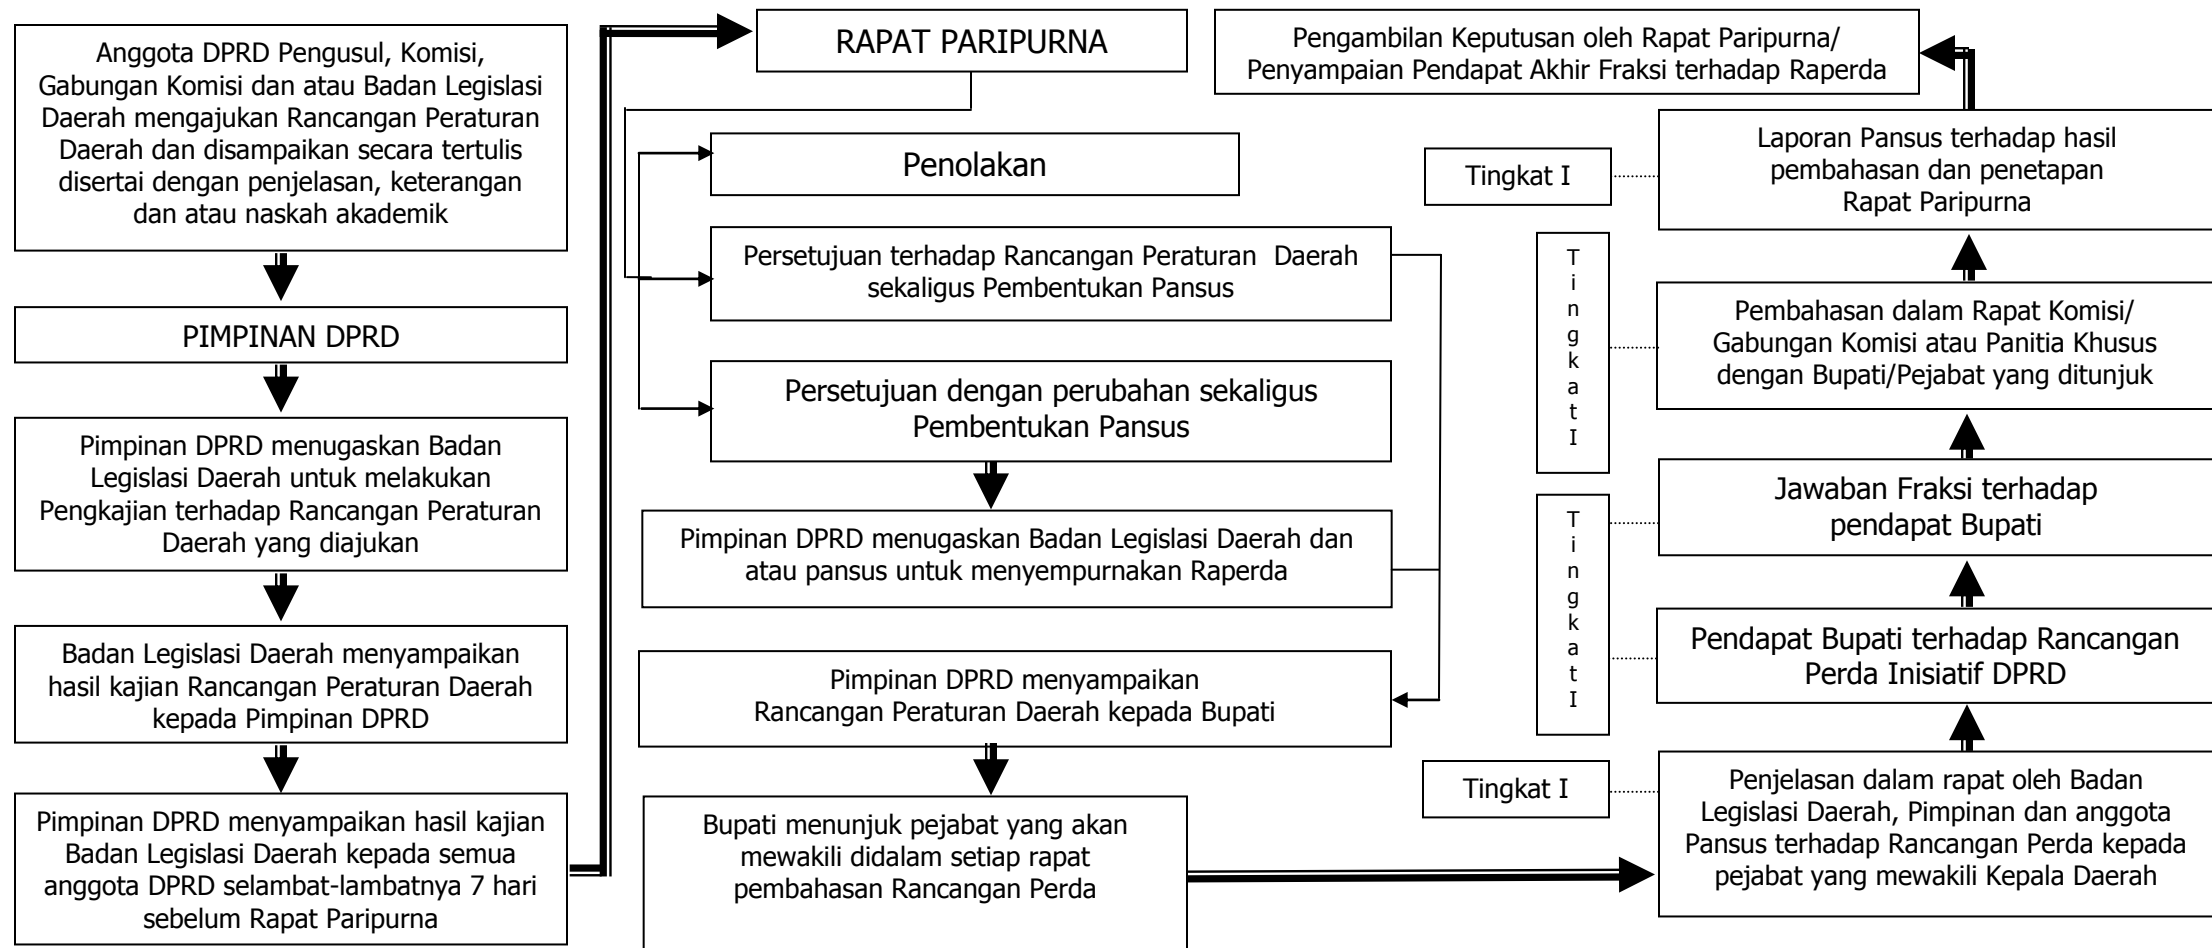 Anggota DPRD Pengusul, Komisi,
Gabungan Komisi dan atau Badan Legislasi
Daerah mengajukan Rancangan Peraturan
Daerah dan disampaikan secara tertulis
disertai dengan penjelasan, keterangan
dan atau naskah akademik
PIMPINAN DPRD
Pimpinan DPRD menugaskan Badan
Legislasi Daerah untuk melakukan
Pengkajian terhadap Rancangan Peraturan
Daerah yang diajukan
Badan Legislasi Daerah menyampaikan
hasil kajian Rancangan Peraturan Daerah
kepada Pimpinan DPRD
Pimpinan DPRD menyampaikan hasil kajian
Badan Legislasi Daerah kepada semua
anggota DPRD selambat-lambatnya 7 hari
sebelum Rapat Paripurna
RAPAT PARIPURNA
Penolakan
Persetujuan terhadap Rancangan Peraturan Daerah
sekaligus Pembentukan Pansus
Persetujuan dengan perubahan sekaligus
Pembentukan Pansus
Pimpinan DPRD menugaskan Badan Legislasi Daerah dan
atau pansus untuk menyempurnakan Raperda
Pimpinan DPRD menyampaikan
Rancangan Peraturan Daerah kepada Bupati
Bupati menunjuk pejabat yang akan
mewakili didalam setiap rapat
pembahasan Rancangan Perda
Tingkat I
Penjelasan dalam rapat oleh Badan
Legislasi Daerah, Pimpinan dan anggota
Pansus terhadap Rancangan Perda kepada
pejabat yang mewakili Kepala Daerah
T
i
n
g
k
a
t
I
Pendapat Bupati terhadap Rancangan
Perda Inisiatif DPRD
Jawaban Fraksi terhadap
pendapat Bupati
T
i
n
g
k
a
t
I
Pembahasan dalam Rapat Komisi/
Gabungan Komisi atau Panitia Khusus
dengan Bupati/Pejabat yang ditunjuk
Tingkat I
Laporan Pansus terhadap hasil
pembahasan dan penetapan
Rapat Paripurna
Pengambilan Keputusan oleh Rapat Paripurna/
Penyampaian Pendapat Akhir Fraksi terhadap Raperda